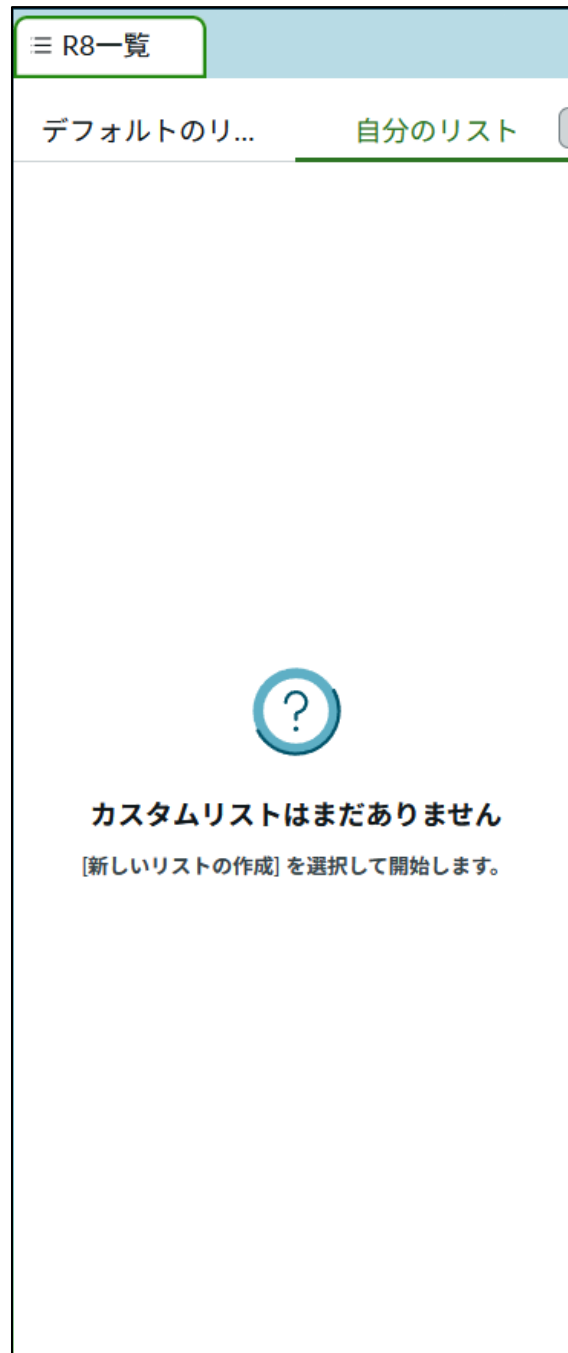 R8一覧
デフォルトのリ...
自分のリスト
?
カスタムリストはまだありません
[新しいリストの作成] を選択して開始します。